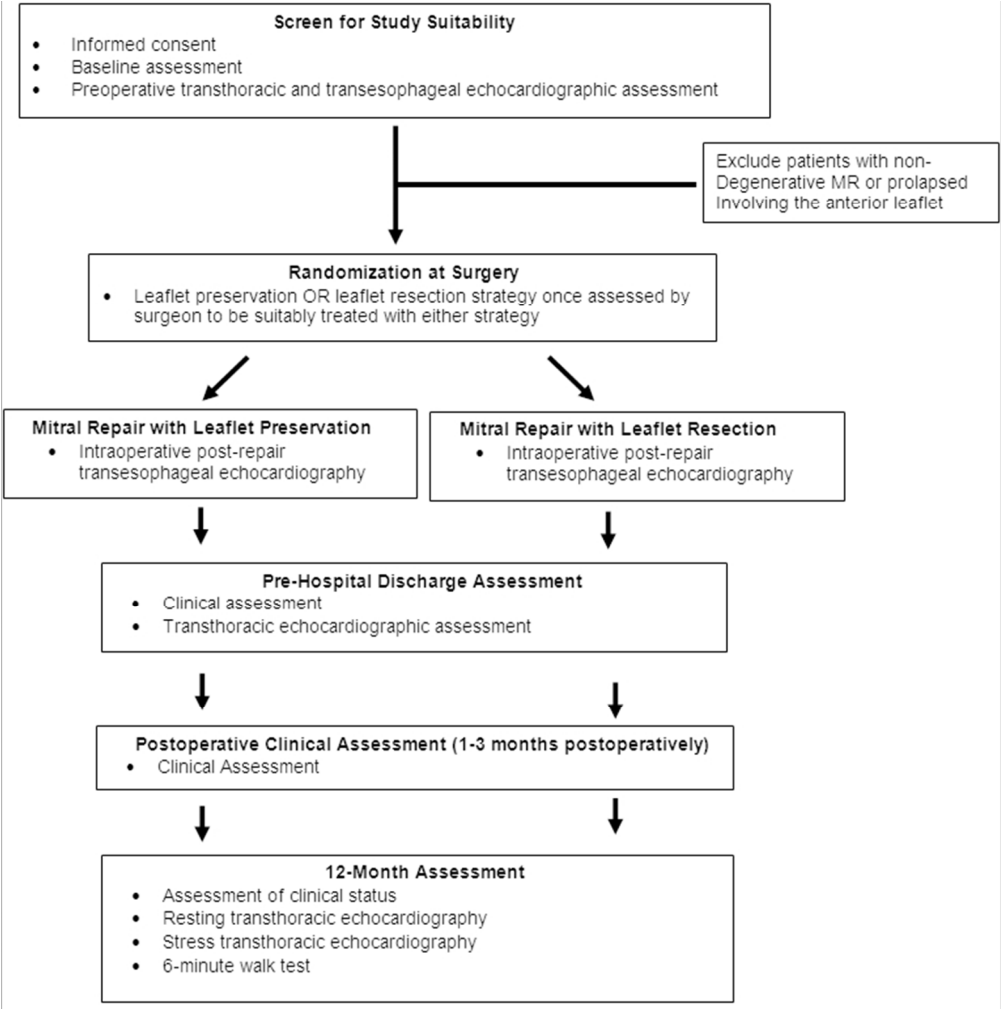 Screen for Study Suitability
• Informed consent
• Baseline assessment
• Preoperative transthoracic and transesophageal echocardiographic assessment
Exclude patients with non-
Degenerative MR or prolapsed
Involving the anterior leaflet
Randomization at Surgery
• Leaflet preservation OR leaflet resection strategy once assessed by
surgeon to be suitably treated with either strategy
Mitral Repair with Leaflet Preservation
• Intraoperative post-repair
transesophageal echocardiography
Mitral Repair with Leaflet Resection
• Intraoperative post-repair
transesophageal echocardiography
Pre-Hospital Discharge Assessment
• Clinical assessment
• Transthoracic echocardiographic assessment
Postoperative Clinical Assessment (1-3 months postoperatively)
• Clinical Assessment
12-Month Assessment
• Assessment of clinical status
• Resting transthoracic echocardiography
• Stress transthoracic echocardiography
• 6-minute walk test